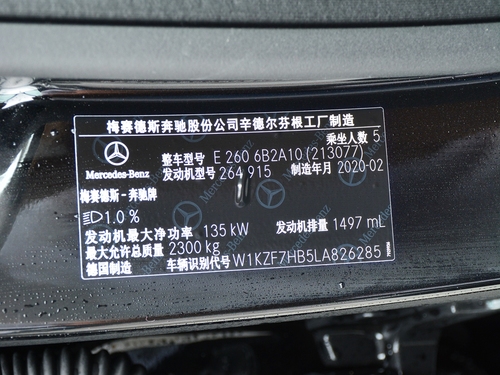 梅赛德斯奔驰股份公司辛德尔芬根工厂制造
乘坐人数 5
整车型号 E 260 6B2A10 (213077)
Mercedes-Benz 发动机型号 264 915 制造年月 2020-02
梅赛德斯－奔驰牌
1.0 %
发动机最大净功率 135 kW 发动机排量 1497 mL
最大允许总质量 2300 kg
德国制造 车辆识别代号 W1KZF7HB5LA826285